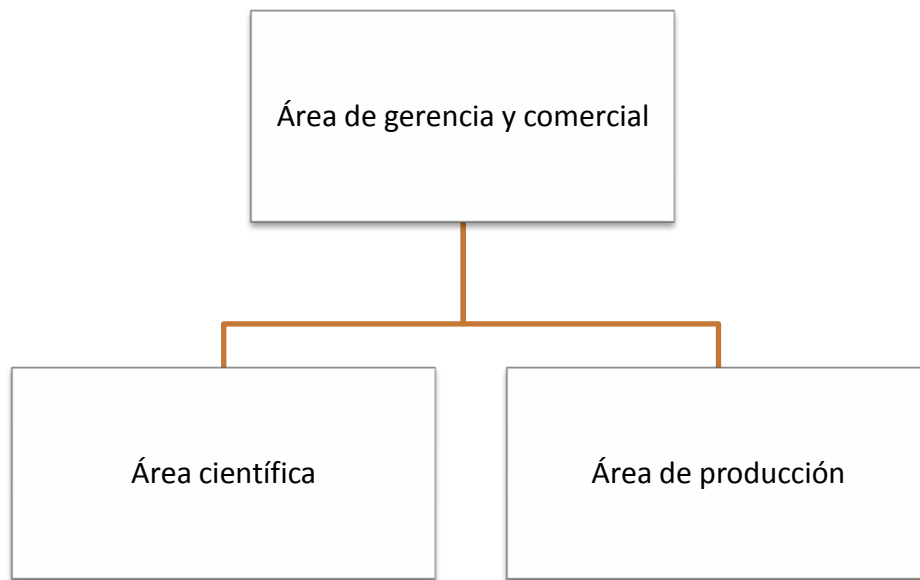 Área de gerencia y comercial
Área científica
Área de producción